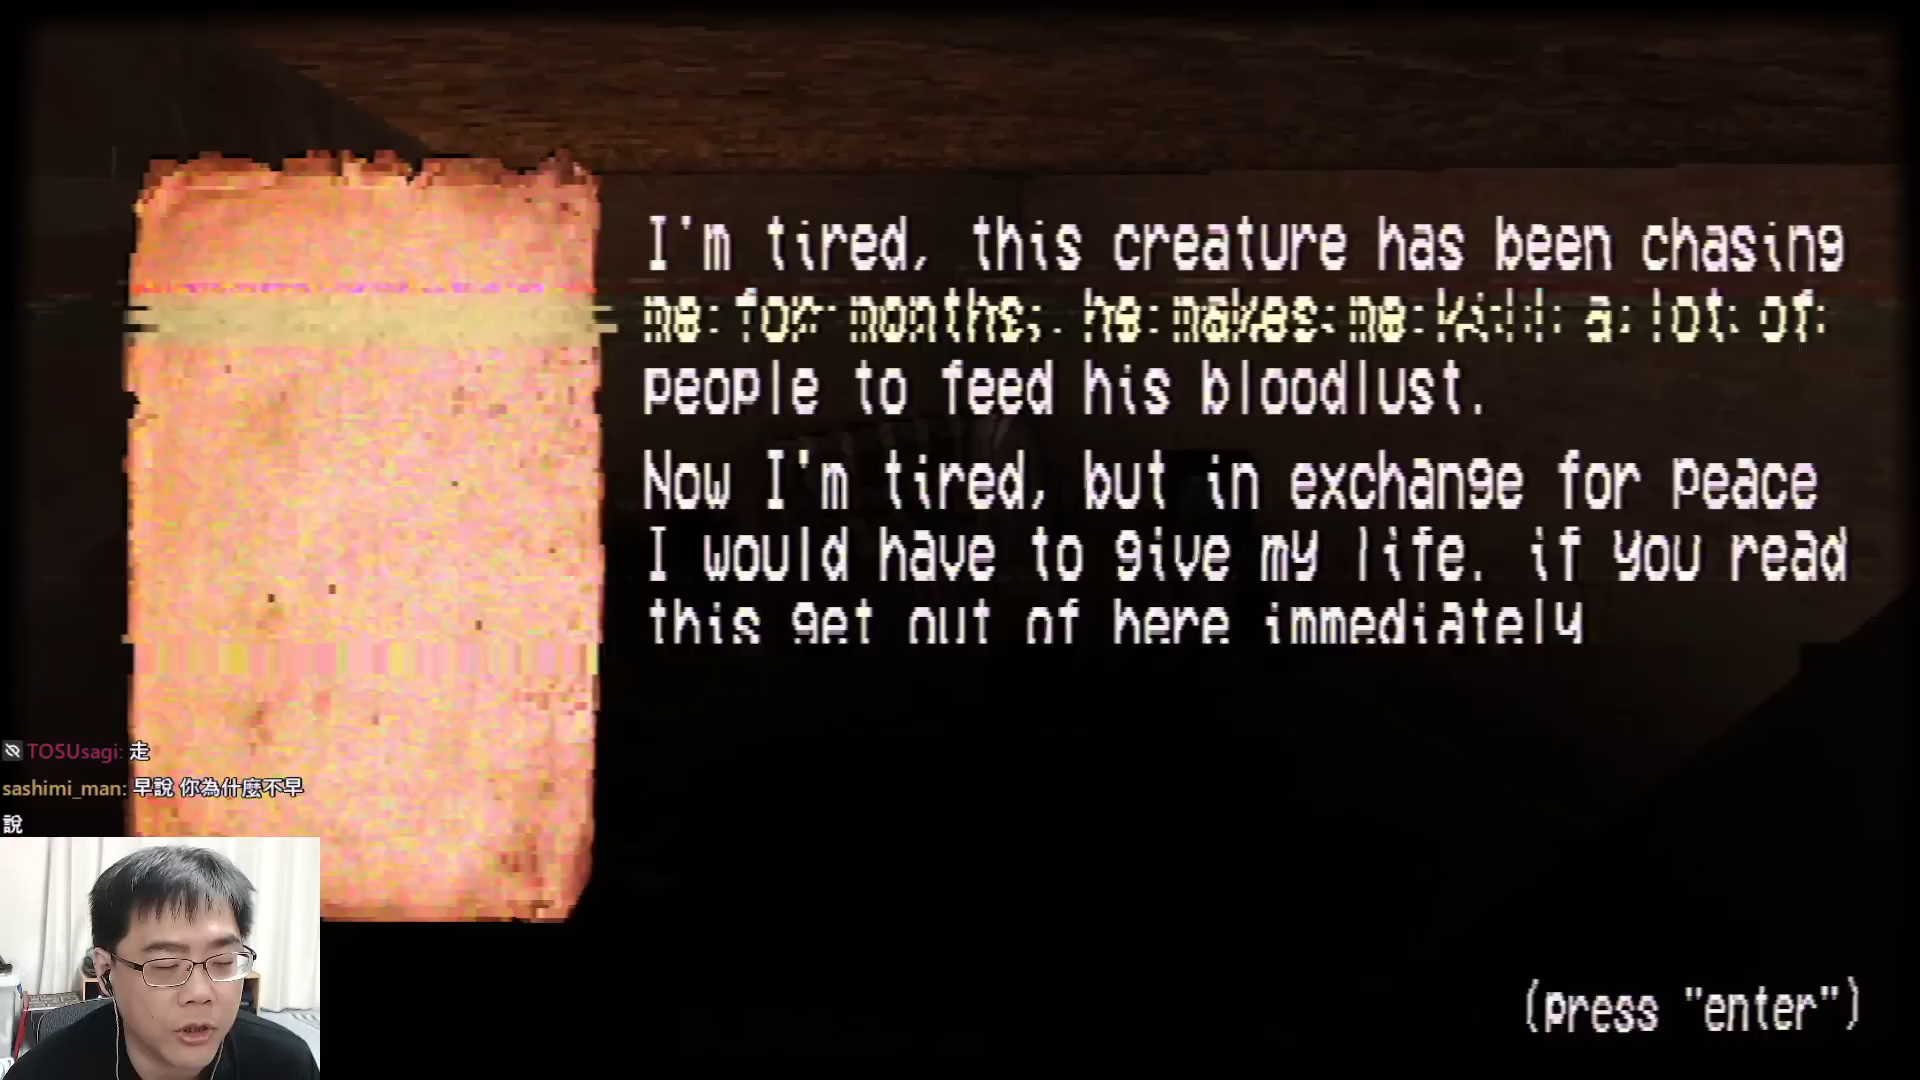 I'm tired, this creature has been chasing
me for months, he makes me kill a lot of
people to feed his bloodlust.
Now I'm tired, but in exchange for peace
I would have to give my life. if you read
this get out of here immediately
TOSUsagi: 走
sashimi_man: 早說 你為什麼不早
說
(press "enter")